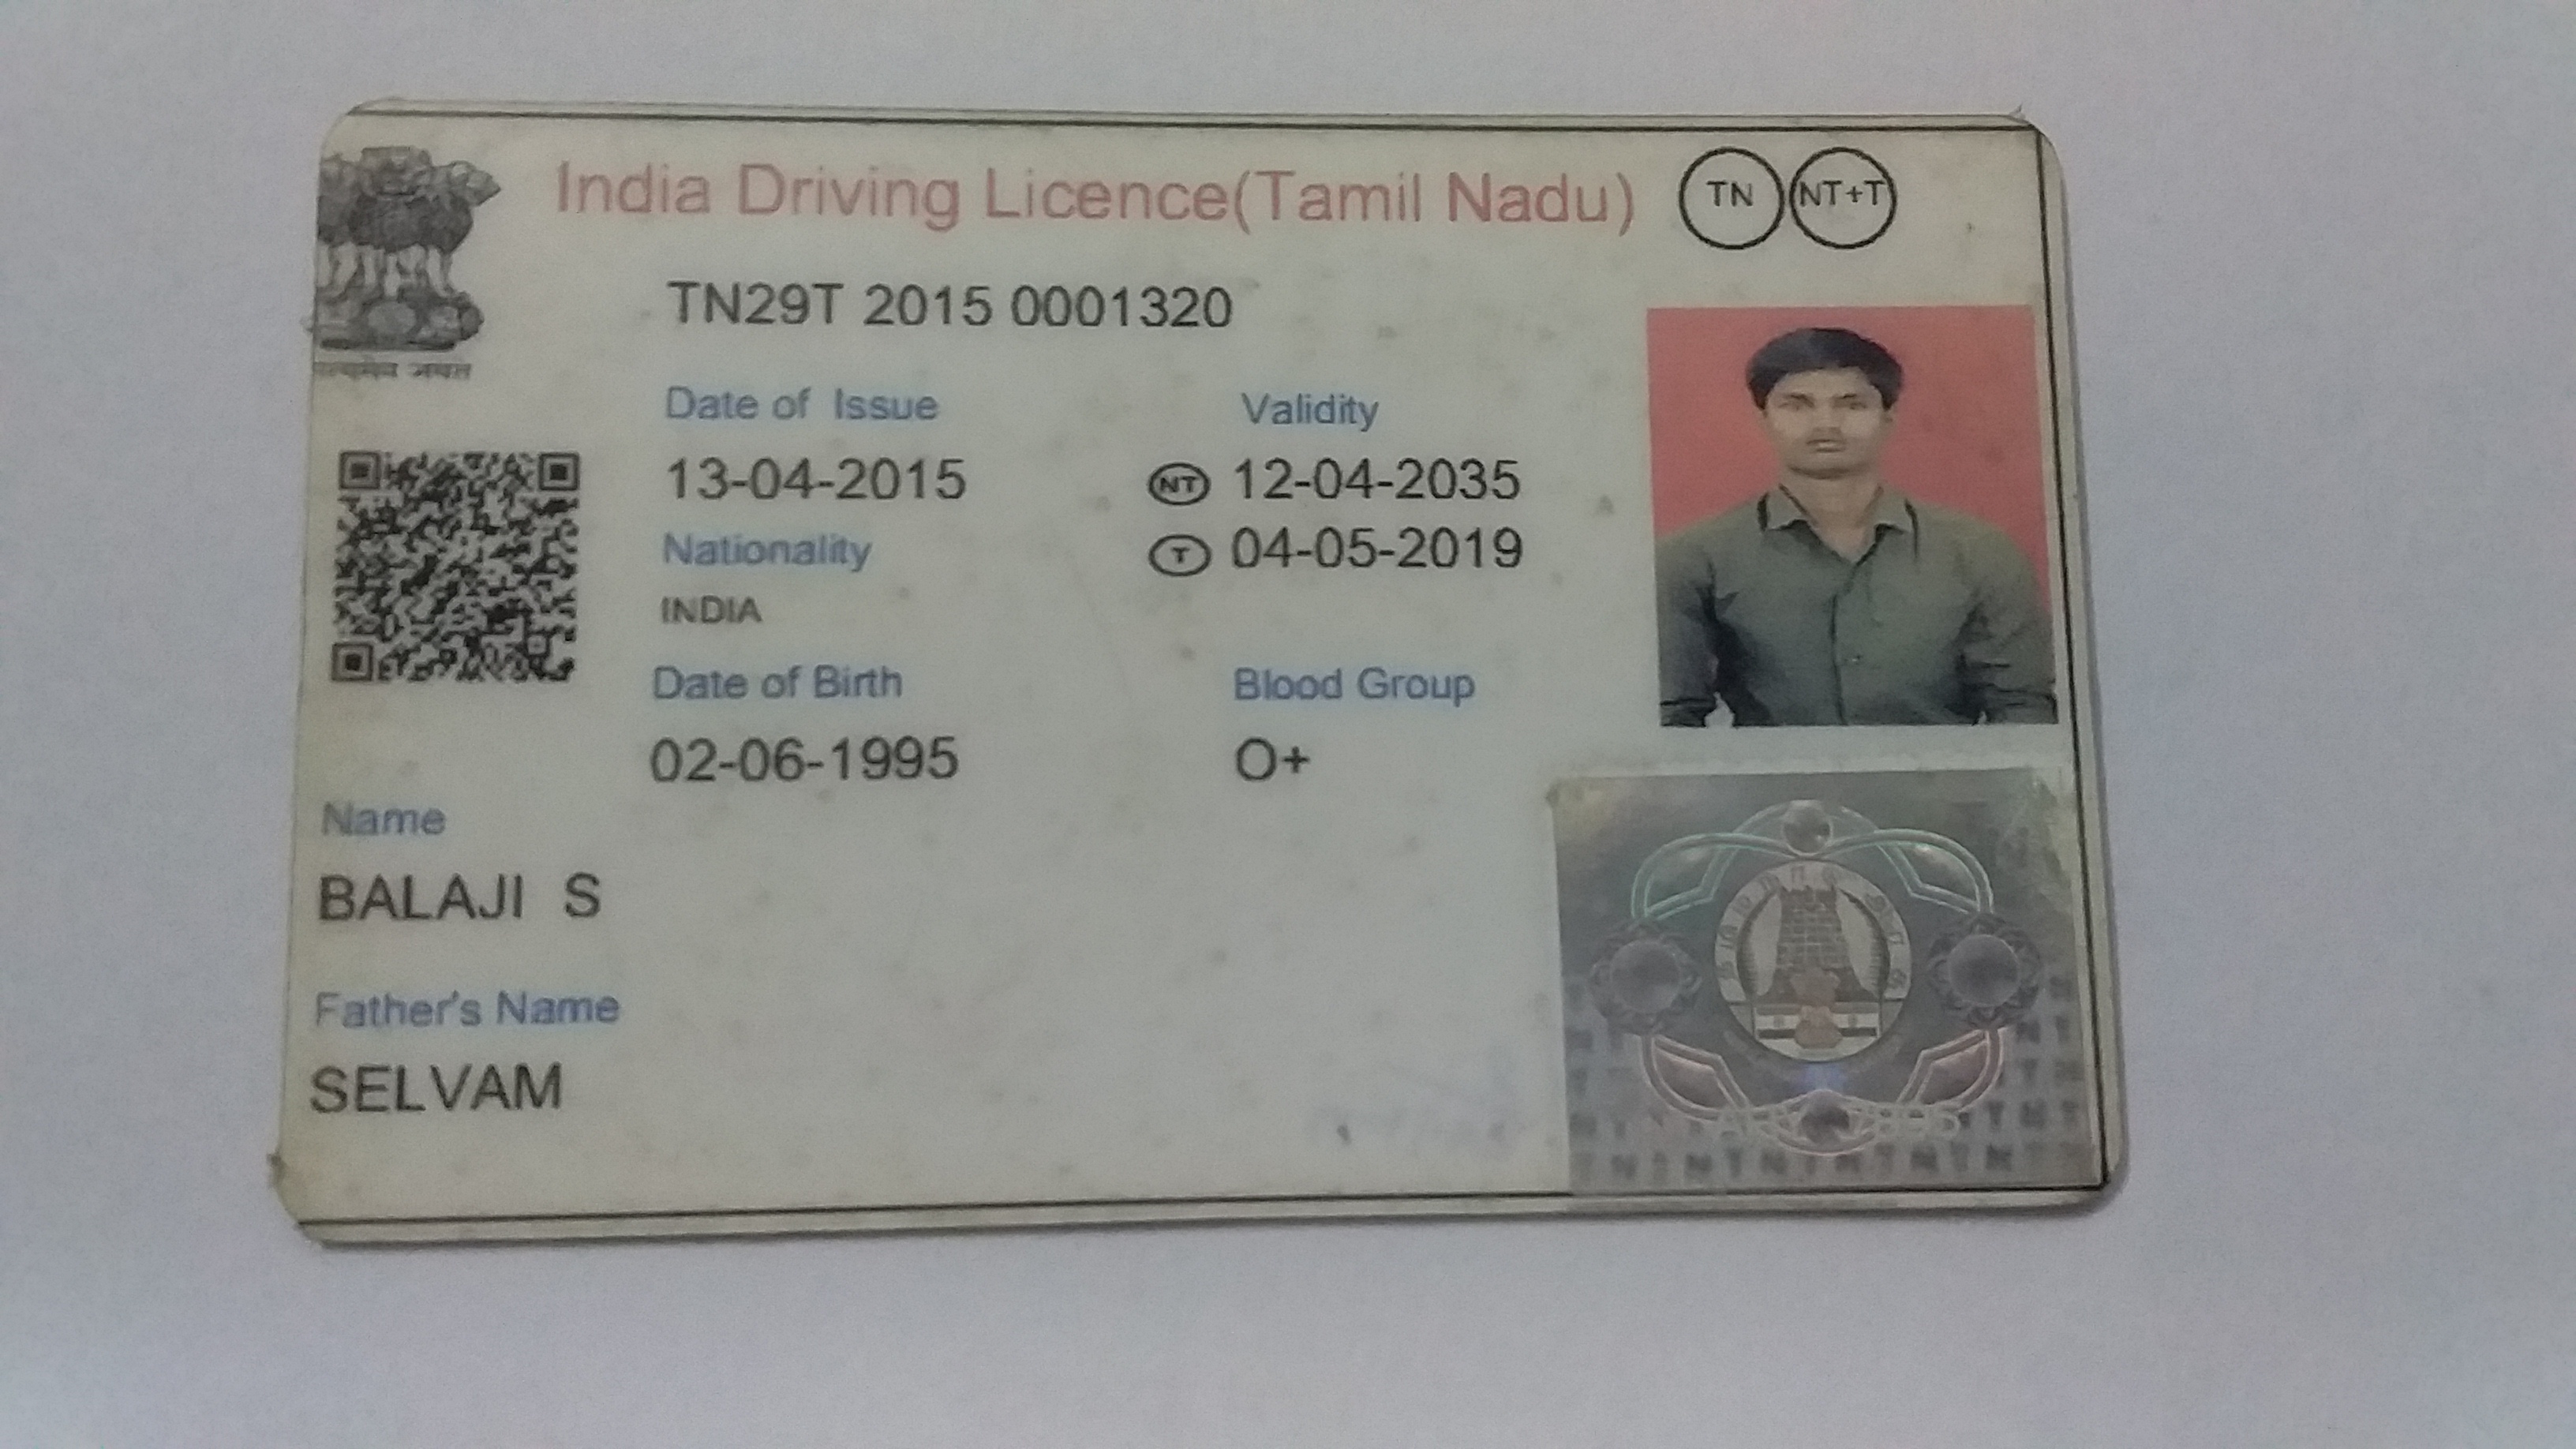 India Driving Licence(Tamil Nadu) TN NT+T
TN29T 2015 0001320
Date of Issue Validity
13-04-2015 NT 12-04-2035
Nationality T 04-05-2019
INDIA
Date of Birth Blood Group
02-06-1995 O+
Name
BALAJI S
Father's Name
SELVAM